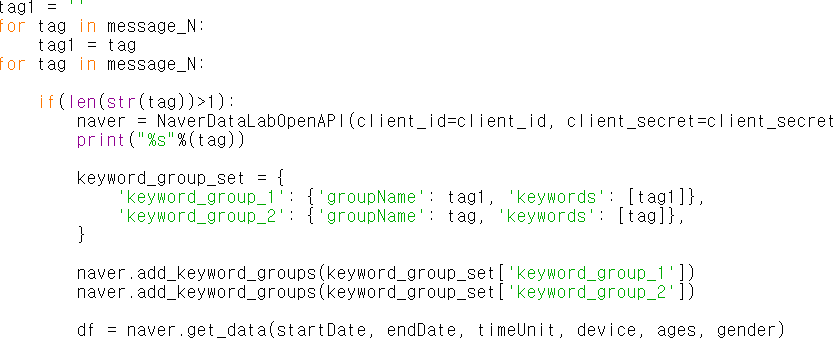 tag1 = ''
for tag in message_N:
    tag1 = tag
for tag in message_N:
    if(len(str(tag))>1):
        naver = NaverDataLabOpenAPI(client_id=client_id, client_secret=client_secret
        print("%s"%(tag))
        keyword_group_set = {
            'keyword_group_1': {'groupName': tag1, 'keywords': [tag1]},
            'keyword_group_2': {'groupName': tag, 'keywords': [tag]},
        }
        naver.add_keyword_groups(keyword_group_set['keyword_group_1'])
        naver.add_keyword_groups(keyword_group_set['keyword_group_2'])
        df = naver.get_data(startDate, endDate, timeUnit, device, ages, gender)